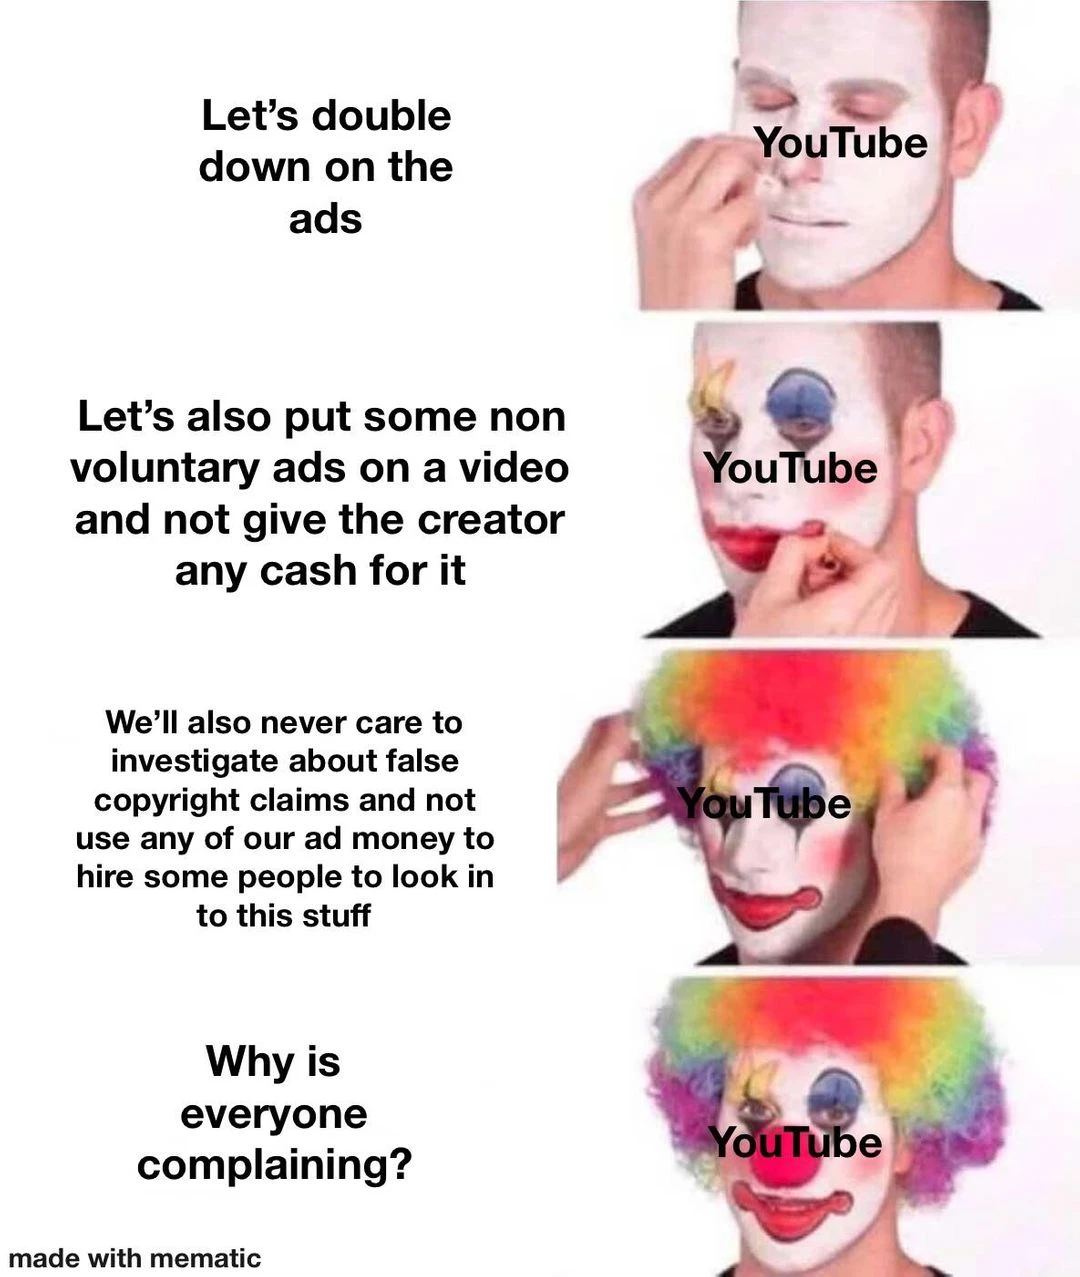 Let's double
down on the
ads
YouTube
Let's also put some non
voluntary ads on a video
and not give the creator
any cash for it
YouTube
We'll also never care to
investigate about false
copyright claims and not
use any of our ad money to
hire some people to look in
to this stuff
YouTube
Why is
everyone
complaining?
YouTube
made with mematic